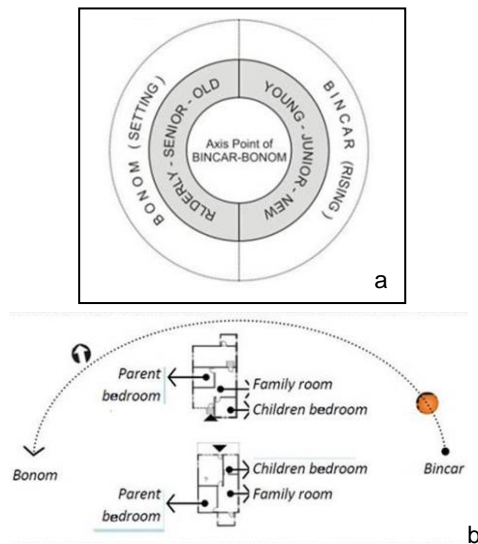 BONOM (SETTING)
RLDERLY - SENIOR - OLD
YOUNG - JUNIOR - NEW
BINCAR (RISING)
Axis Point of
BINCAR-BONOM
a
Parent
bedroom
Family room
Children bedroom
Bonom
Bincar
Children bedroom
Family room
Parent
bedroom
b